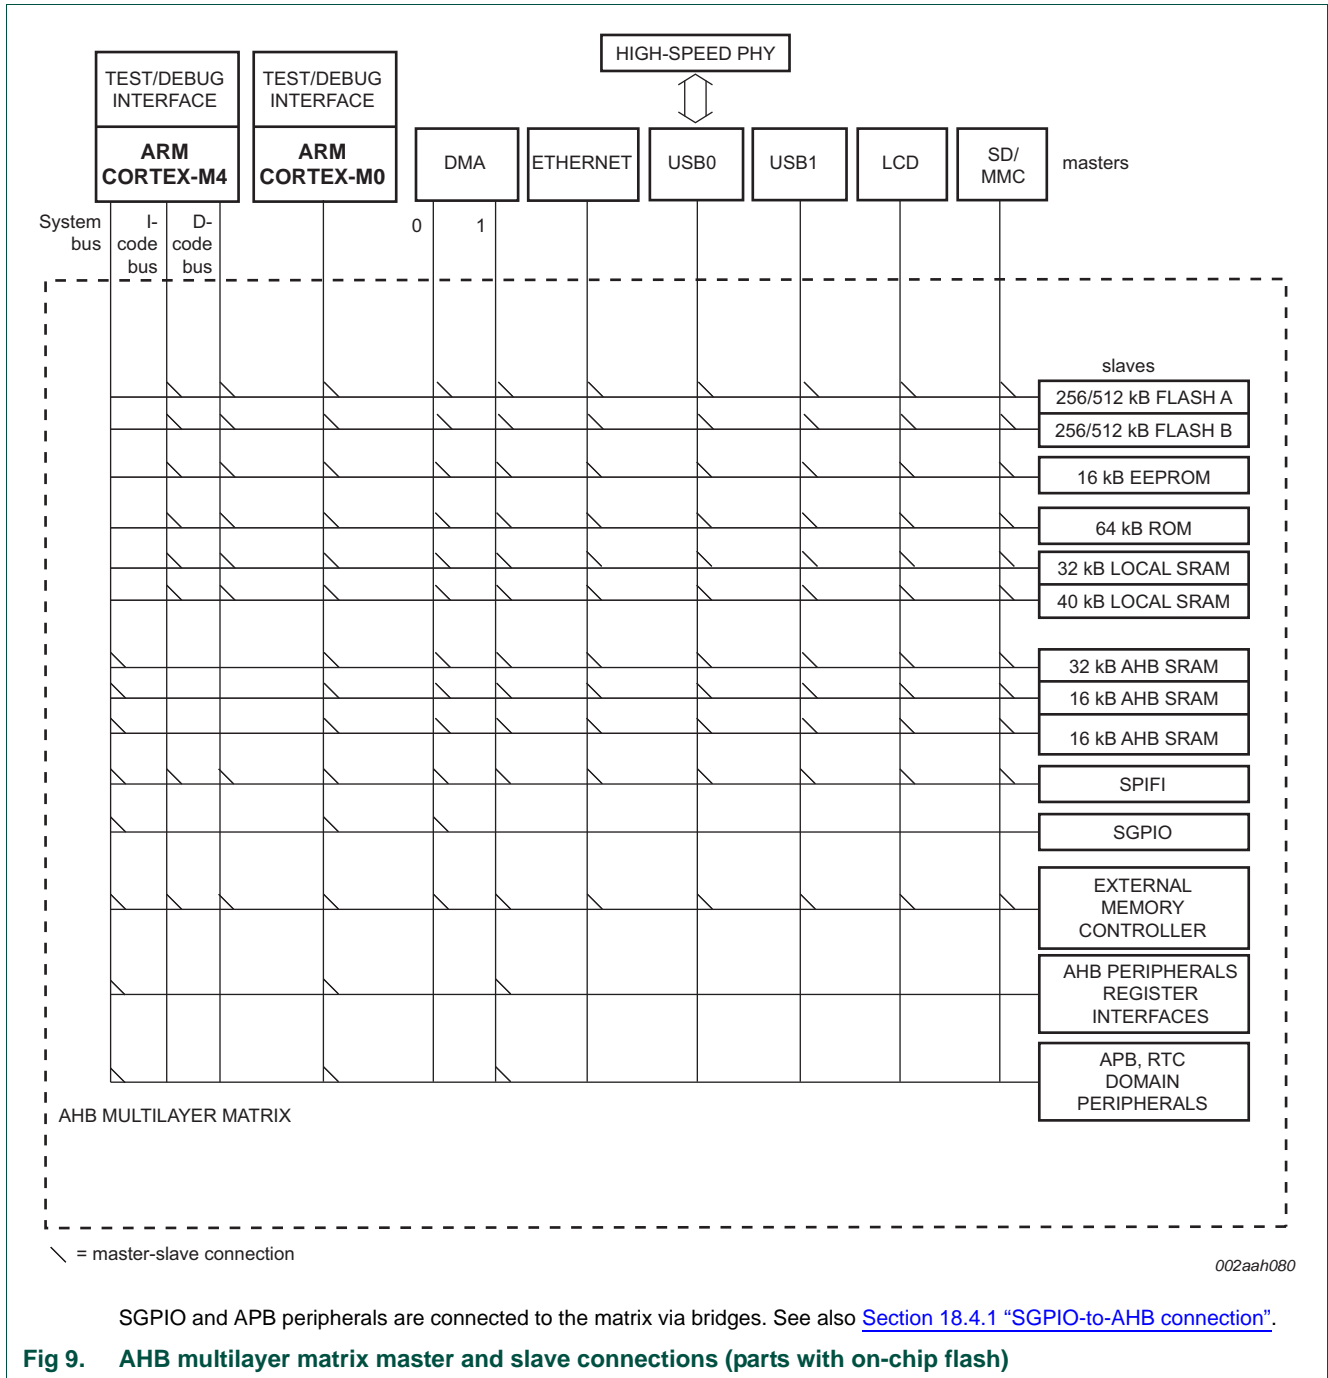 HIGH-SPEED PHY
TEST/DEBUG
INTERFACE
TEST/DEBUG
INTERFACE
ARM
CORTEX-M4
ARM
CORTEX-M0
DMA
ETHERNET
USB0
USB1
LCD
SD/
MMC
masters
System
bus
I-
code
bus
D-
code
bus
0
1
slaves
256/512 kB FLASH A
256/512 kB FLASH B
16 kB EEPROM
64 kB ROM
32 kB LOCAL SRAM
40 kB LOCAL SRAM
32 kB AHB SRAM
16 kB AHB SRAM
16 kB AHB SRAM
SPIFI
SGPIO
EXTERNAL
MEMORY
CONTROLLER
AHB PERIPHERALS
REGISTER
INTERFACES
APB, RTC
DOMAIN
PERIPHERALS
AHB MULTILAYER MATRIX
= master-slave connection
002aah080
SGPIO and APB peripherals are connected to the matrix via bridges. See also Section 18.4.1 “SGPIO-to-AHB connection”.
Fig 9. AHB multilayer matrix master and slave connections (parts with on-chip flash)